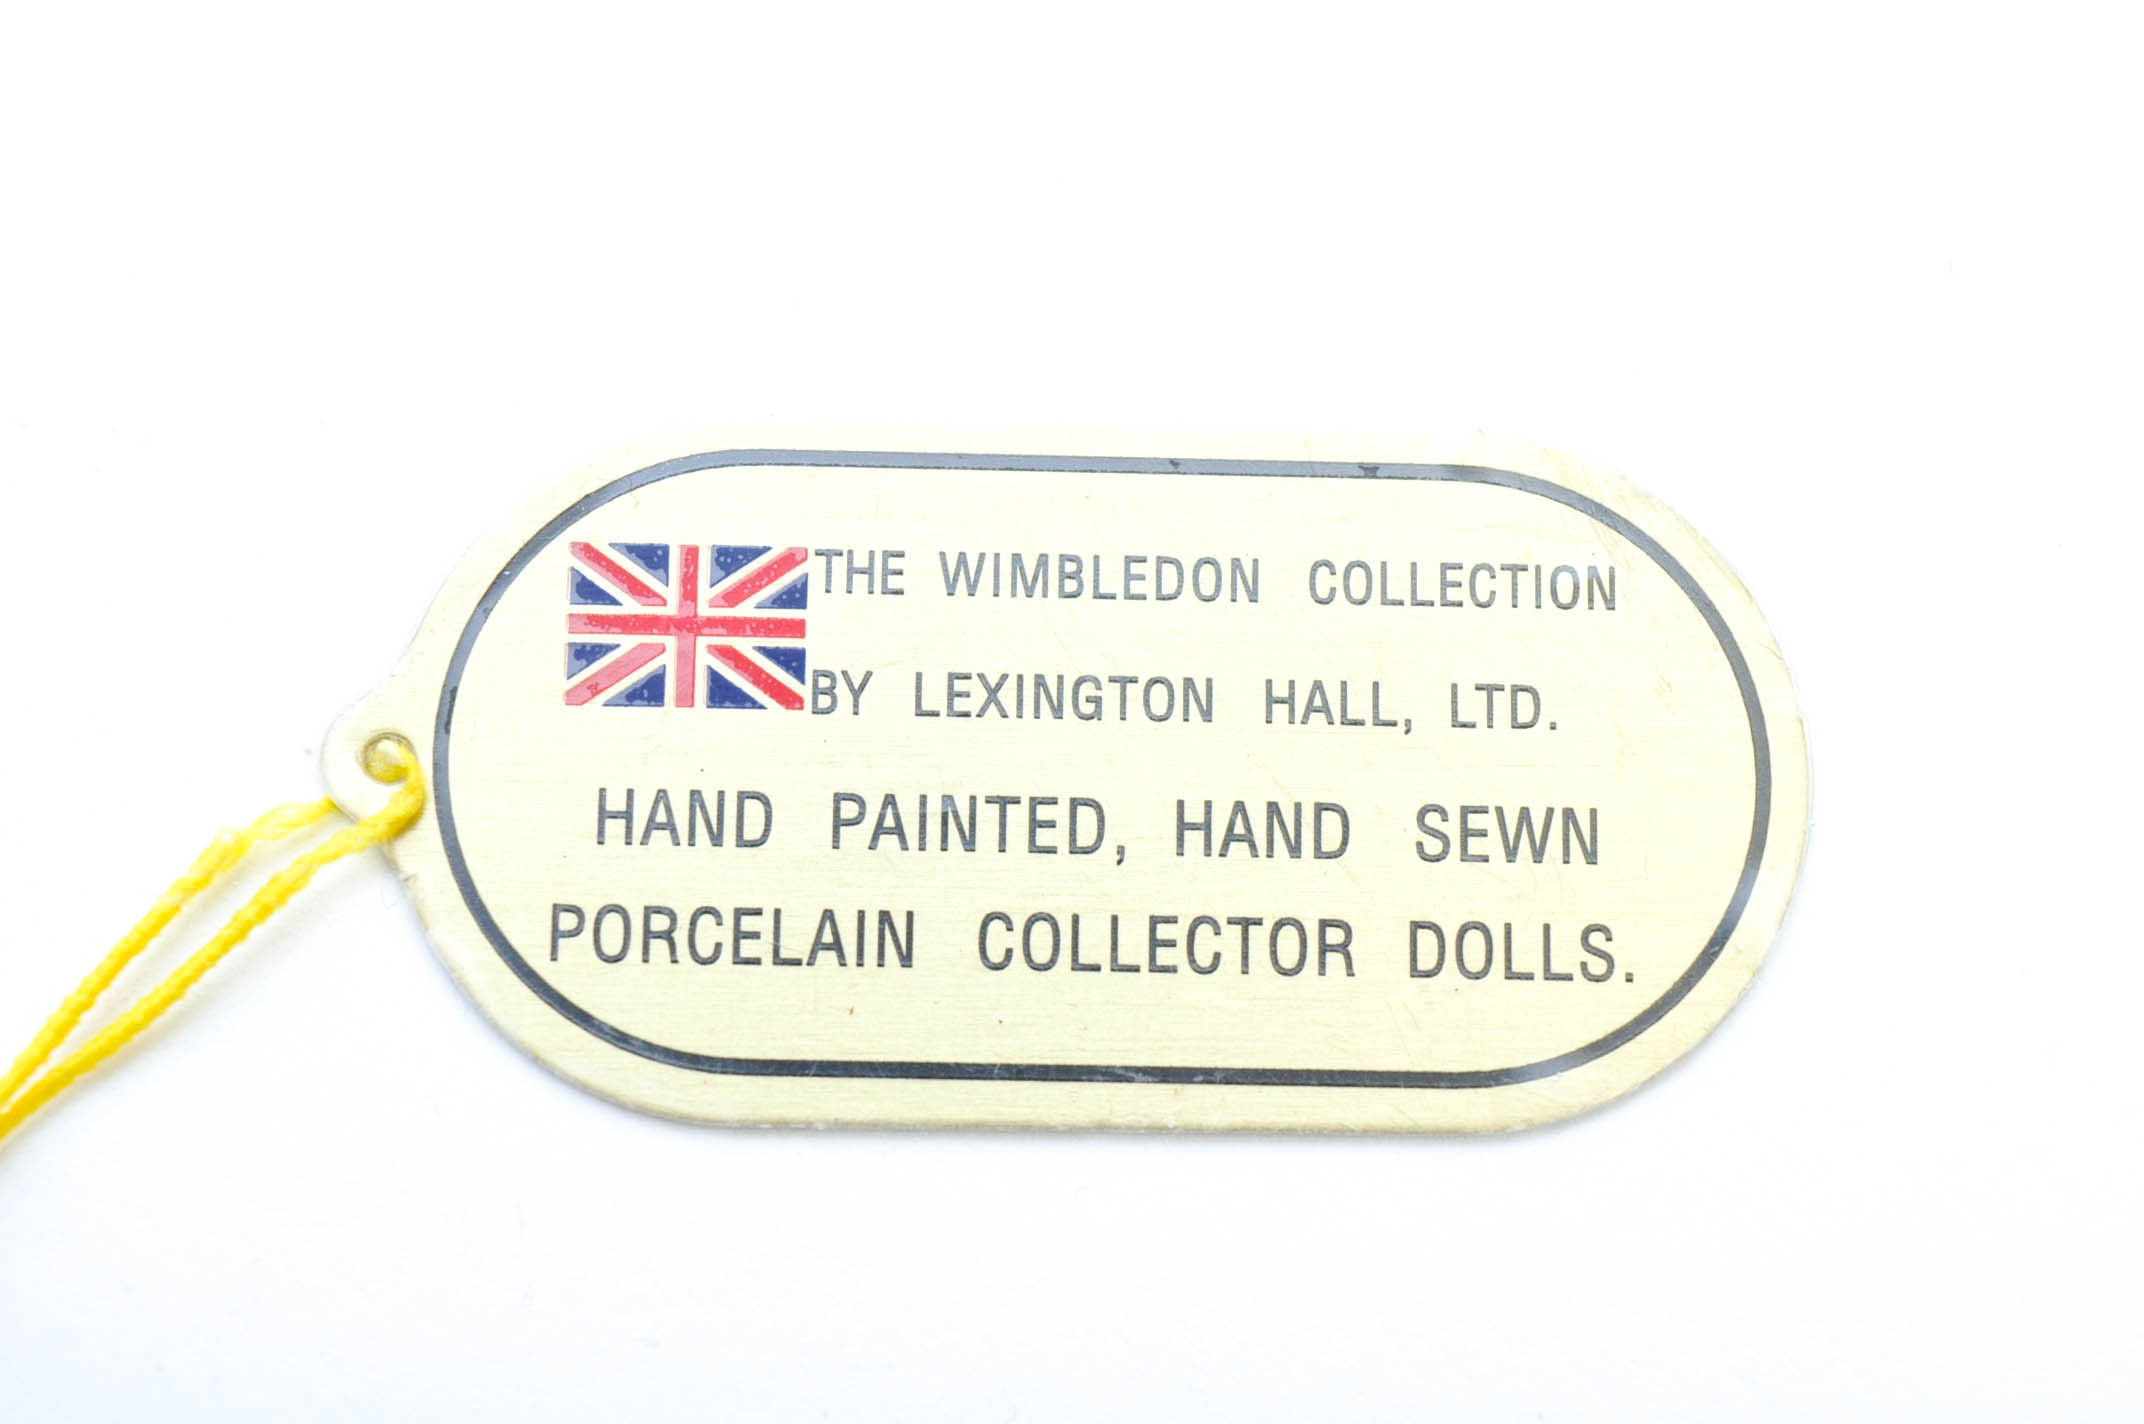 THE WIMBLEDON COLLECTION
BY LEXINGTON HALL, LTD.
HAND PAINTED, HAND SEWN
PORCELAIN COLLECTOR DOLLS.